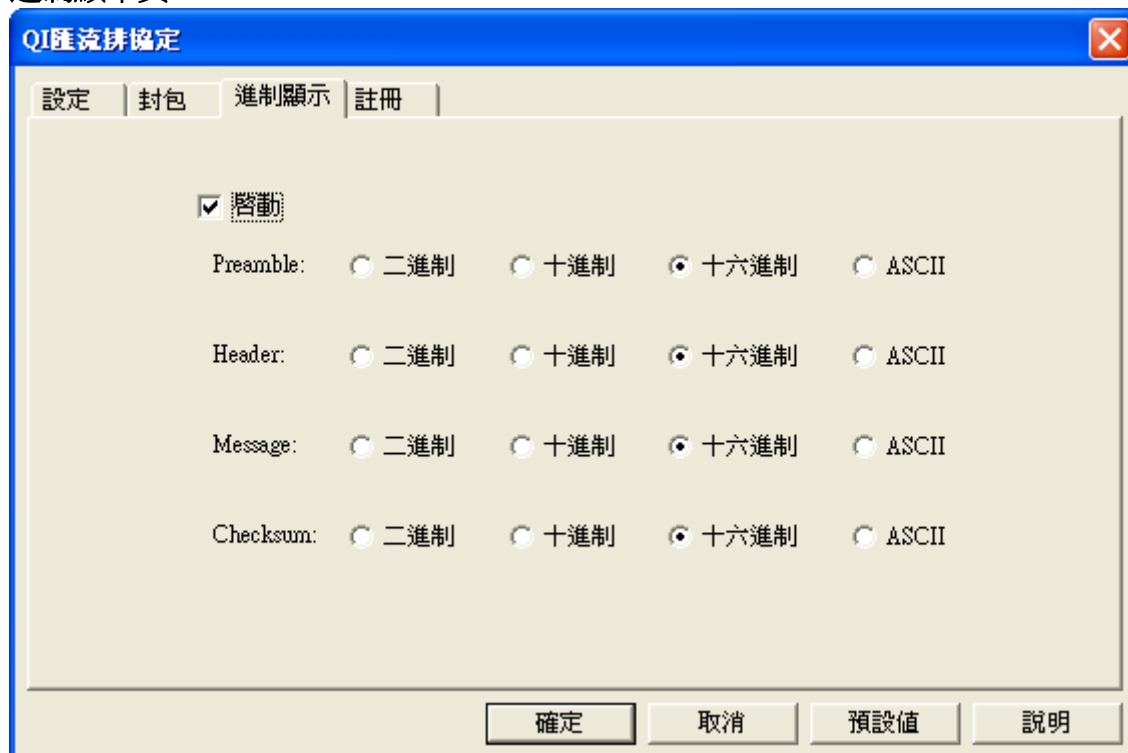 QI匯流排協定
設定 封包 進制顯示 註冊
啓動
Preamble: 二進制 十進制 十六進制 ASCII
Header: 二進制 十進制 十六進制 ASCII
Message: 二進制 十進制 十六進制 ASCII
Checksum: 二進制 十進制 十六進制 ASCII
確定 取消 預設值 說明